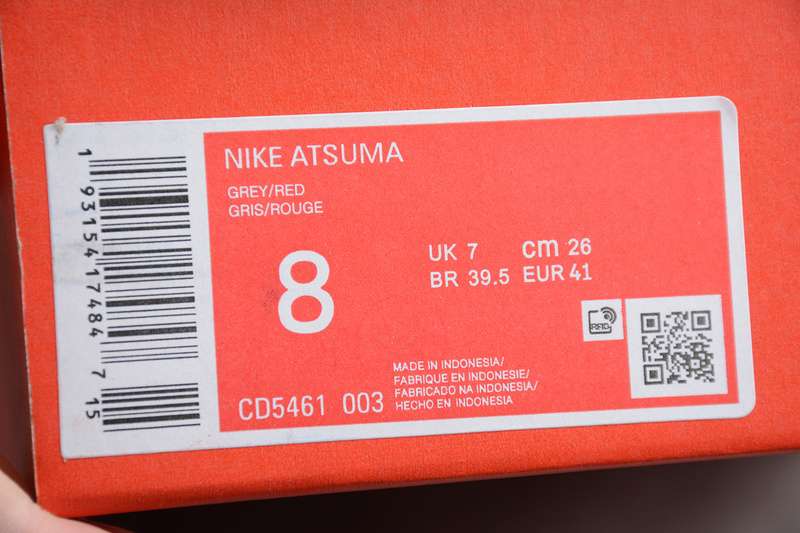 NIKE ATSUMA
GREY/RED
GRIS/ROUGE
8
UK 7 cm 26
BR 39.5 EUR 41
RFID
MADE IN INDONESIA/
FABRIQUE EN INDONESIE/
FABRICADO NA INDONESIA/
HECHO EN INDONESIA
CD5461 003
1 93154 17484 7 15